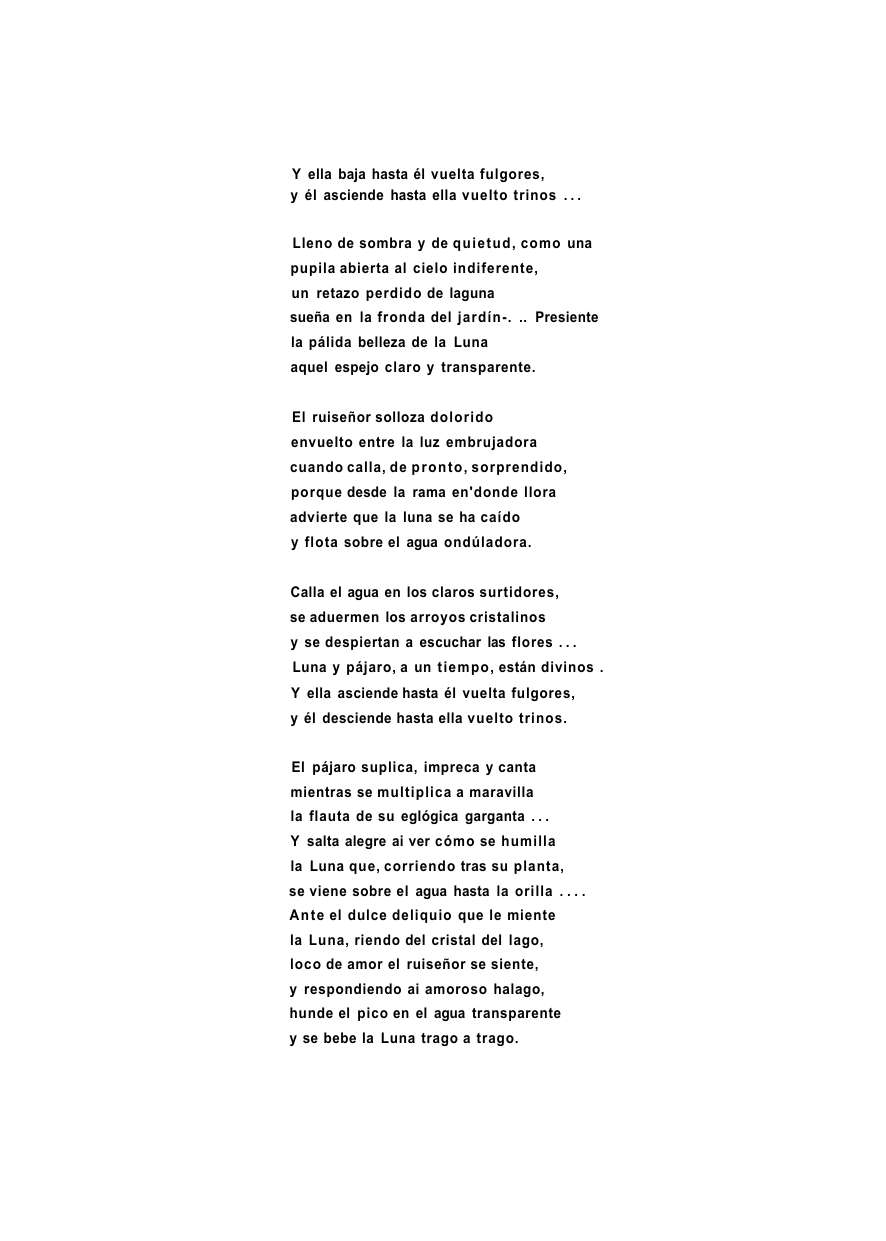 Y ella baja hasta él vuelta fulgores,
y él asciende hasta ella vuelto trinos ...
Lleno de sombra y de quietud, como una
pupila abierta al cielo indiferente,
un retazo perdido de laguna
sueña en la fronda del jardín-. .. Presiente
la pálida belleza de la Luna
aquel espejo claro y transparente.
El ruiseñor solloza dolorido
envuelto entre la luz embrujadora
cuando calla, de pronto, sorprendido,
porque desde la rama en'donde llora
advierte que la luna se ha caído
y flota sobre el agua ondúladora.
Calla el agua en los claros surtidores,
se aduermen los arroyos cristalinos
y se despiertan a escuchar las flores ...
Luna y pájaro, a un tiempo, están divinos .
Y ella asciende hasta él vuelta fulgores,
y él desciende hasta ella vuelto trinos.
El pájaro suplica, impreca y canta
mientras se multiplica a maravilla
la flauta de su eglógica garganta ...
Y salta alegre ai ver cómo se humilla
la Luna que, corriendo tras su planta,
se viene sobre el agua hasta la orilla ....
Ante el dulce deliquio que le miente
la Luna, riendo del cristal del lago,
loco de amor el ruiseñor se siente,
y respondiendo ai amoroso halago,
hunde el pico en el agua transparente
y se bebe la Luna trago a trago.